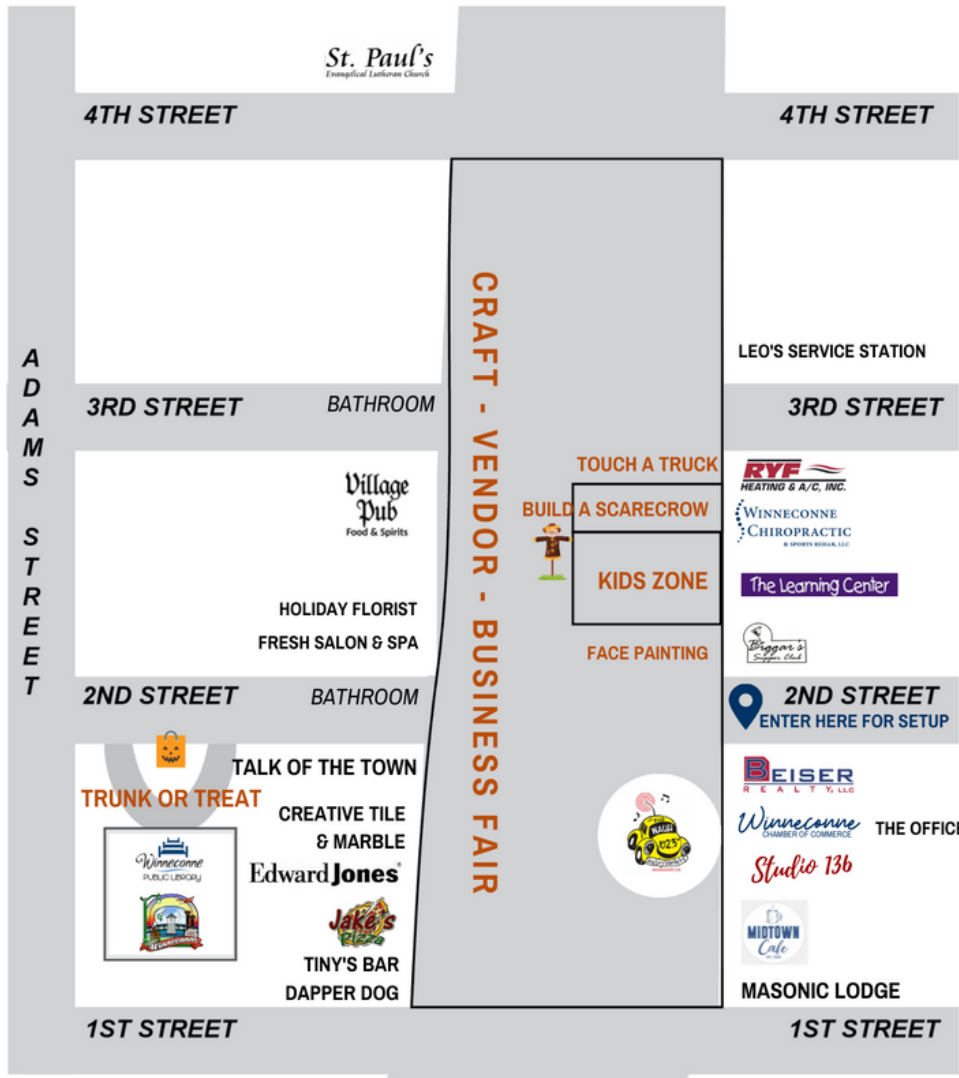 St. Paul's
Evangelical Lutheran Church
4TH STREET
4TH STREET
ADAMS STREET
CRAFT - VENDOR - BUSINESS FAIR
LEO'S SERVICE STATION
3RD STREET
BATHROOM
3RD STREET
TOUCH A TRUCK
BUILD A SCARECROW
KIDS ZONE
FACE PAINTING
Village
Pub
Food & Spirits
HOLIDAY FLORIST
FRESH SALON & SPA
RYF
HEATING & A/C, INC.
WINNECONNE
CHIROPRACTIC
& SPORTS REHAB, LLC
The Learning Center
Biggar's
Supper Club
2ND STREET
BATHROOM
2ND STREET
ENTER HERE FOR SETUP
TRUNK OR TREAT
Winneconne
PUBLIC LIBRARY
Winneconne
TALK OF THE TOWN
CREATIVE TILE
& MARBLE
Edward Jones
Jake's
Pizza
TINY'S BAR
DAPPER DOG
BEISER
REALTY, LLC
Winneconne
CHAMBER OF COMMERCE
THE OFFIC
Studio 136
MIDTOWN
Cafe
MASONIC LODGE
1ST STREET
1ST STREET